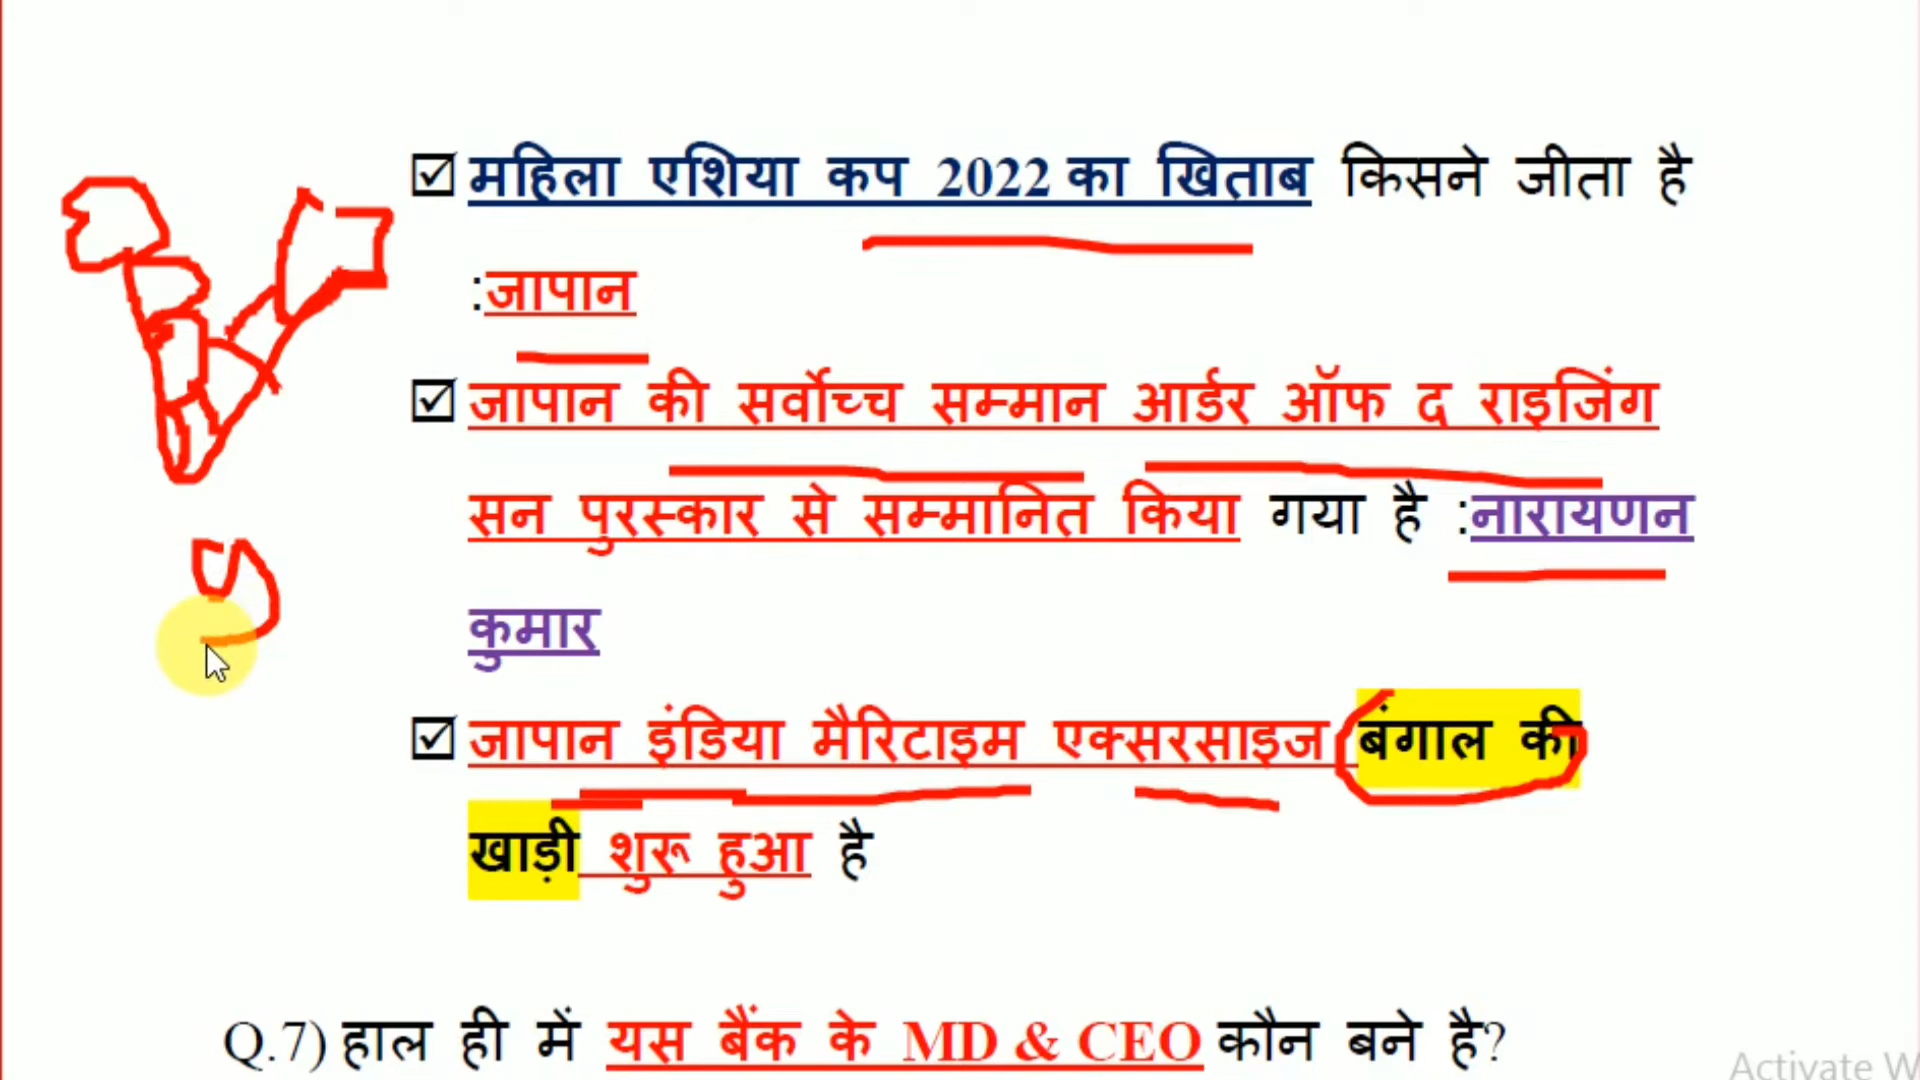 महिला एशिया कप 2022 का खिताब किसने जीता है
:जापान
जापान की सर्वोच्च सम्मान आर्डर ऑफ द राइजिंग
सन पुरस्कार से सम्मानित किया गया है :नारायणन
कुमार
जापान इंडिया मैरिटाइम एक्सरसाइज बंगाल की
खाड़ी शुरू हुआ है
Q.7) हाल ही में यस बैंक के MD & CEO कौन बने है?
Activate W